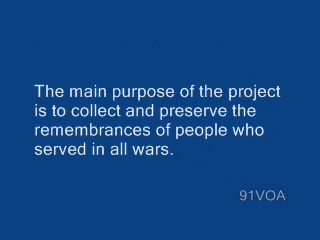 The main purpose of the project
is to collect and preserve the
remembrances of people who
served in all wars.
91VOA